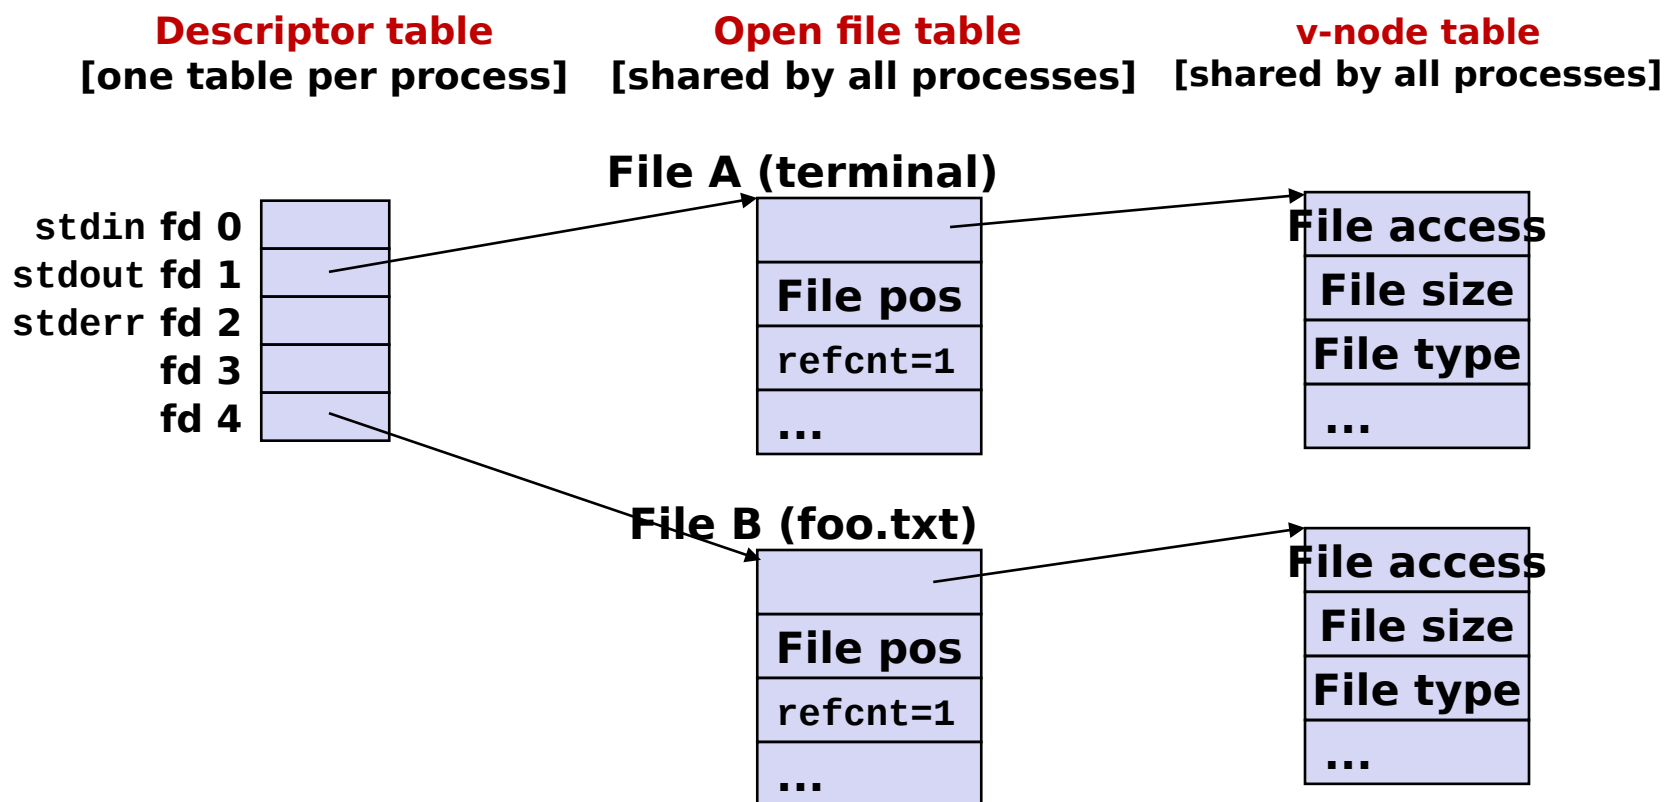 Descriptor table
[one table per process]
Open file table
[shared by all processes]
v-node table
[shared by all processes]
stdin fd 0
stdout fd 1
stderr fd 2
fd 3
fd 4
File A (terminal)
File pos
refcnt=1
...
File access
File size
File type
...
File B (foo.txt)
File pos
refcnt=1
...
File access
File size
File type
...